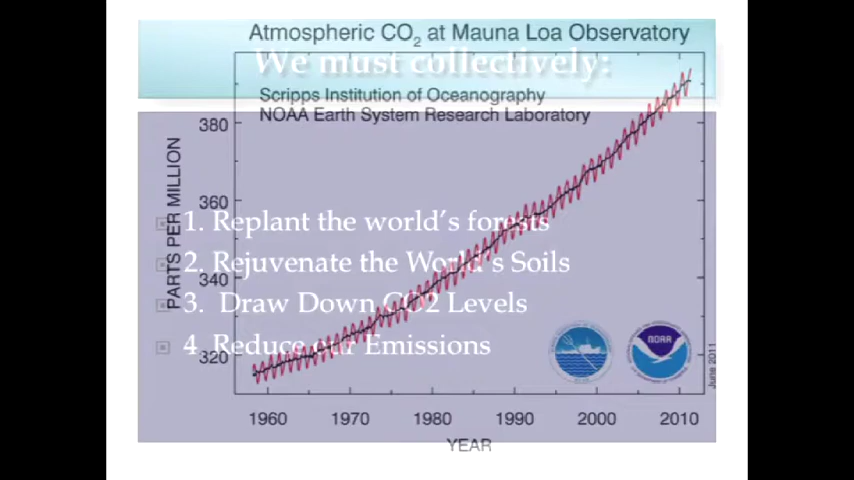 Atmospheric CO2 at Mauna Loa Observatory
We must collectively:
Scripps Institution of Oceanography
NOAA Earth System Research Laboratory
PARTS PER MILLION
380
360
340
320
1. Replant the world's forests
2. Rejuvenate the World's Soils
3. Draw Down CO2 Levels
4. Reduce our Emissions
NOAA
June 2011
1960 1970 1980 1990 2000 2010
YEAR